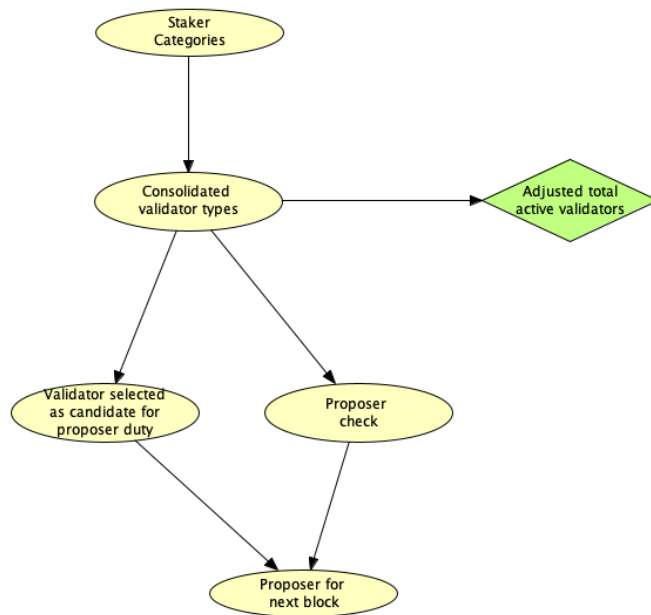 Staker
Categories
Consolidated
validator types
Adjusted total
active validators
Validator selected
as candidate for
proposer duty
Proposer
check
Proposer for
next block